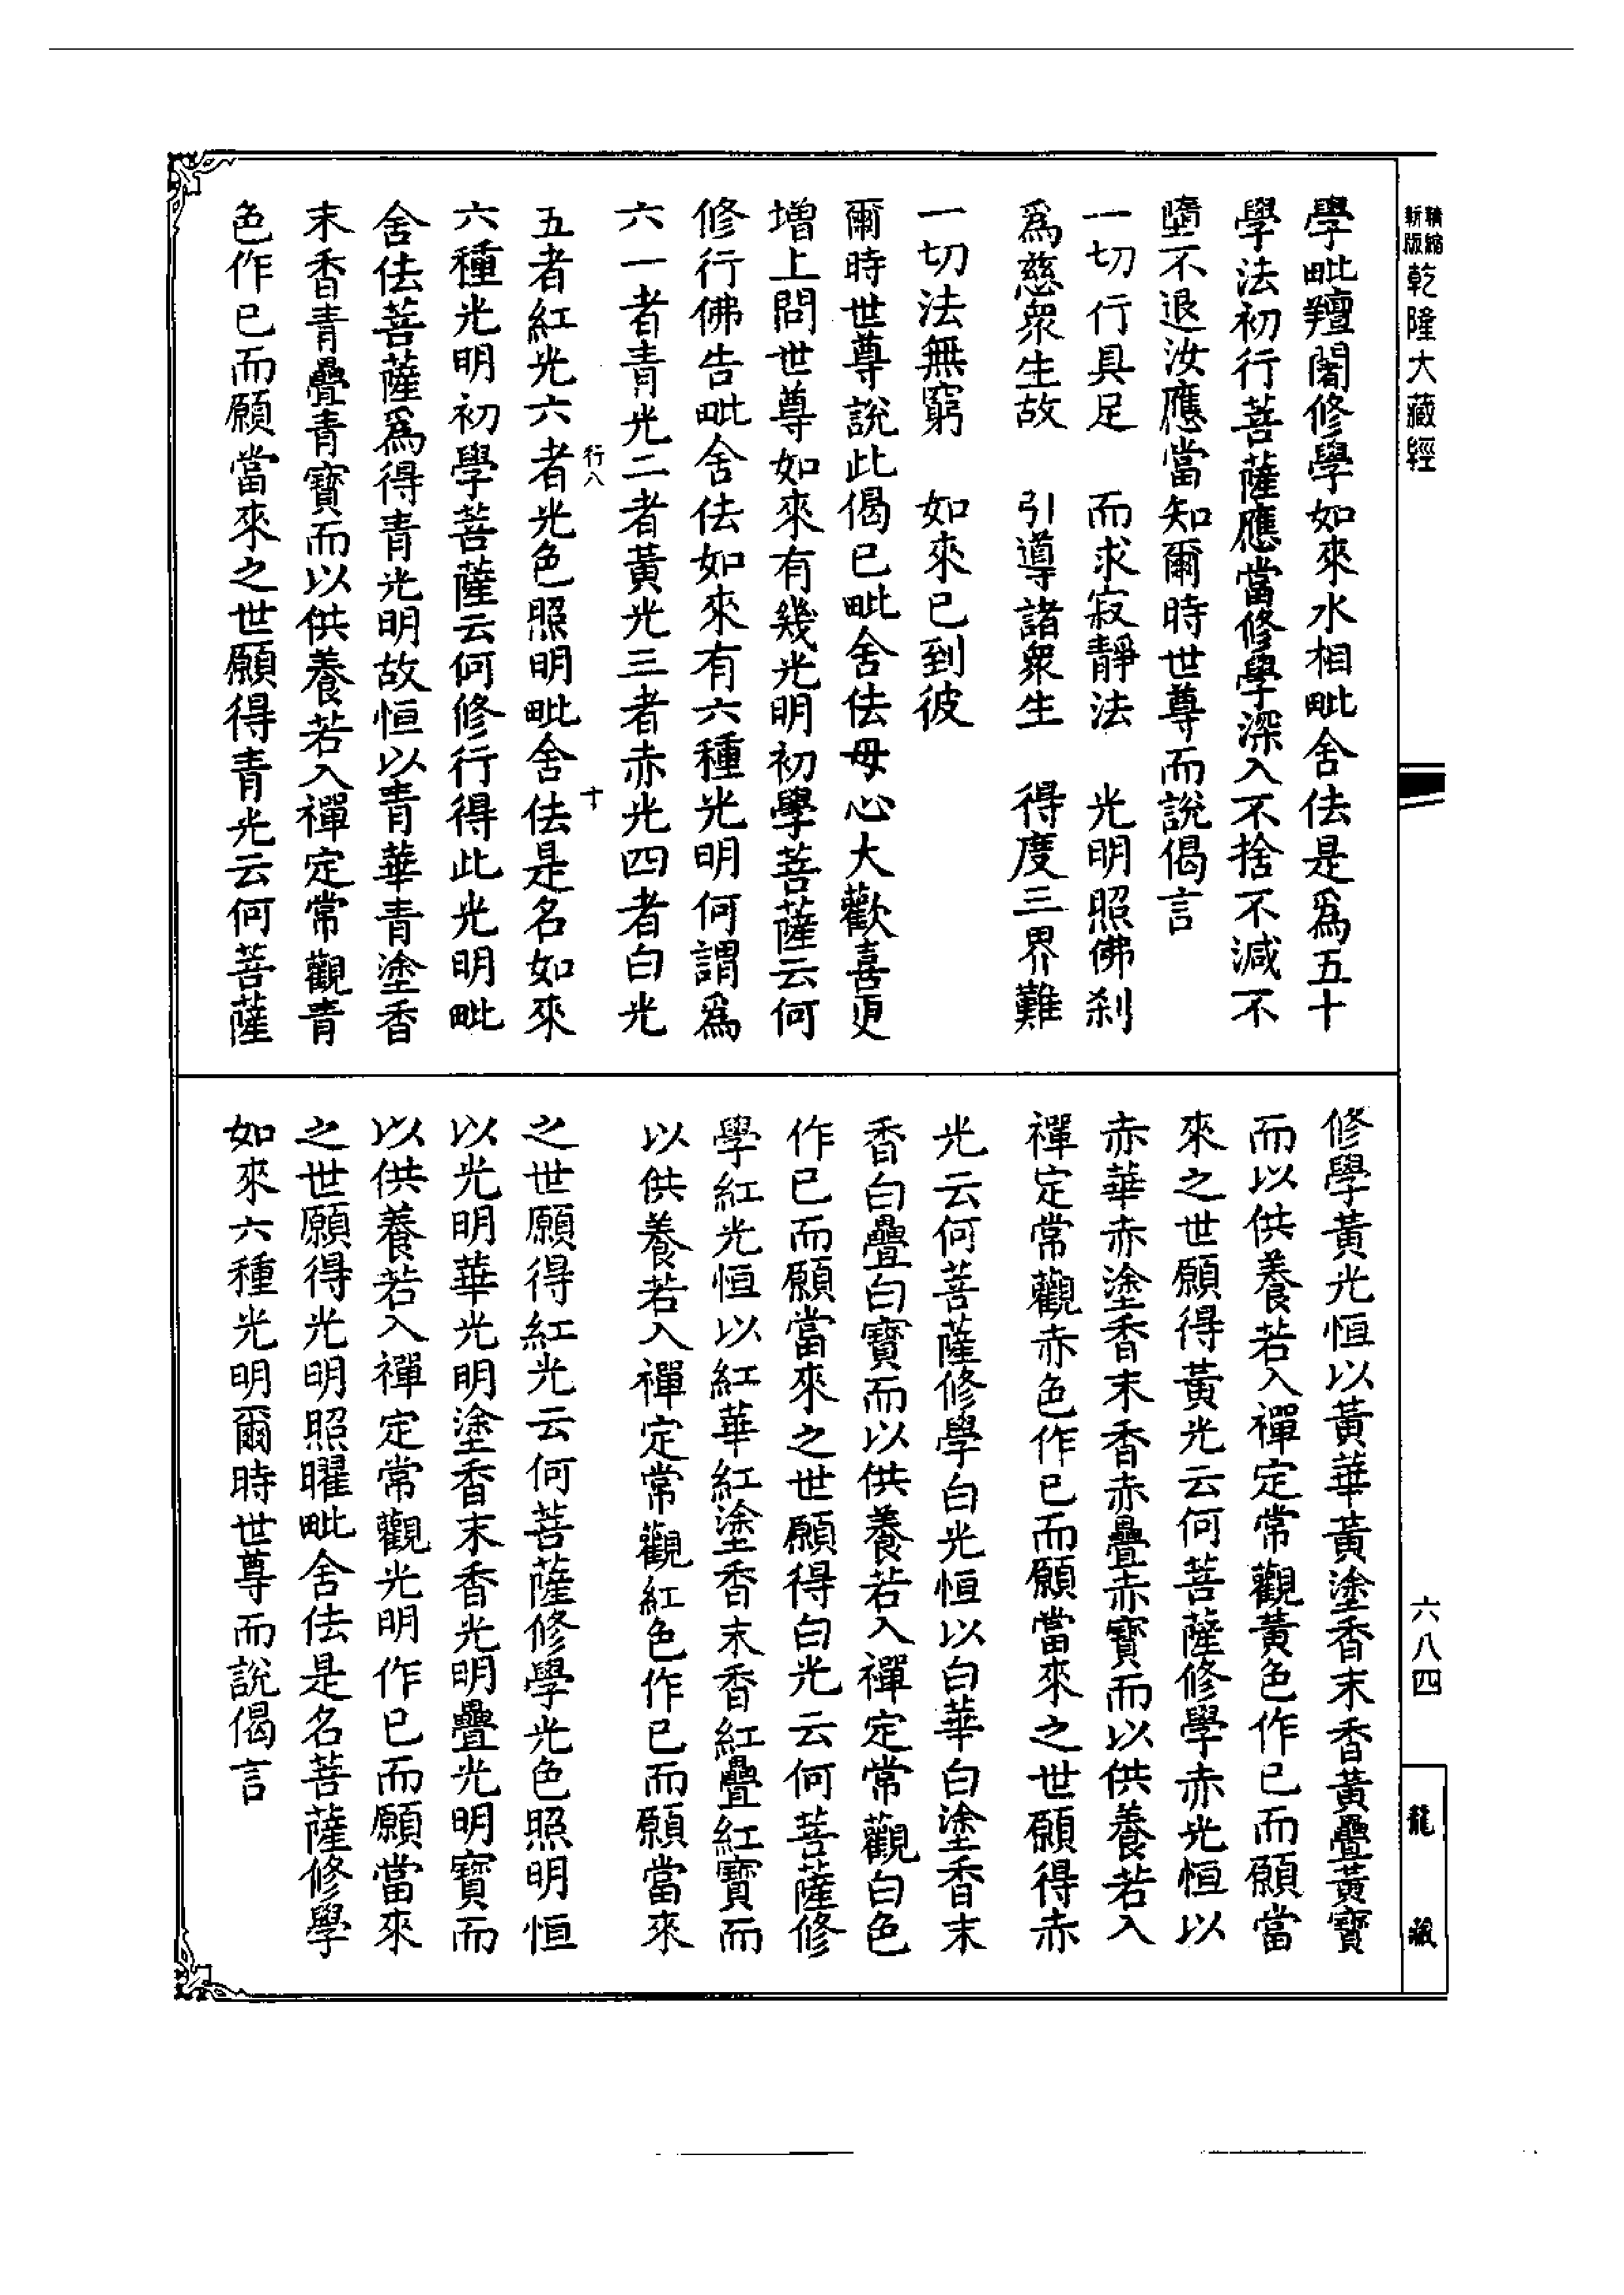 精縮新版乾隆大藏經
六八四
龍藏
學毗羶闍修學如來水相毗舍佉是爲五十
學法初行菩薩應當修學深入不捨不減不
墮不退汝應當知爾時世尊而說偈言
一切行具足　而求寂靜法　光明照佛剎
爲慈衆生故　引導諸衆生　得度三界難
一切法無窮　如來已到彼
爾時世尊說此偈已毗舍佉母心大歡喜更
增上問世尊如來有幾光明初學菩薩云何
修行佛告毗舍佉如來有六種光明何謂爲
六一者青光二者黃光三者赤光四者白光
行八　十
五者紅光六者光色照明毗舍佉是名如來
六種光明初學菩薩云何修行得此光明毗
舍佉菩薩爲得青光明故恒以青華青塗香
末香青疊青寶而以供養若入禪定常觀青
色作已而願當來之世願得青光云何菩薩
修學黃光恒以黃華黃塗香末香黃疊黃寶
而以供養若入禪定常觀黃色作已而願當
來之世願得黃光云何菩薩修學赤光恒以
赤華赤塗香末香赤疊赤寶而以供養若入
禪定常觀赤色作已而願當來之世願得赤
光云何菩薩修學白光恒以白華白塗香末
香白疊白寶而以供養若入禪定常觀白色
作已而願當來之世願得白光云何菩薩修
學紅光恒以紅華紅塗香末香紅疊紅寶而
以供養若入禪定常觀紅色作已而願當來
之世願得紅光云何菩薩修學光色照明恒
以光明華光明塗香末香光明疊光明寶而
以供養若入禪定常觀光明作已而願當來
之世願得光明照曜毗舍佉是名菩薩修學
如來六種光明爾時世尊而說偈言